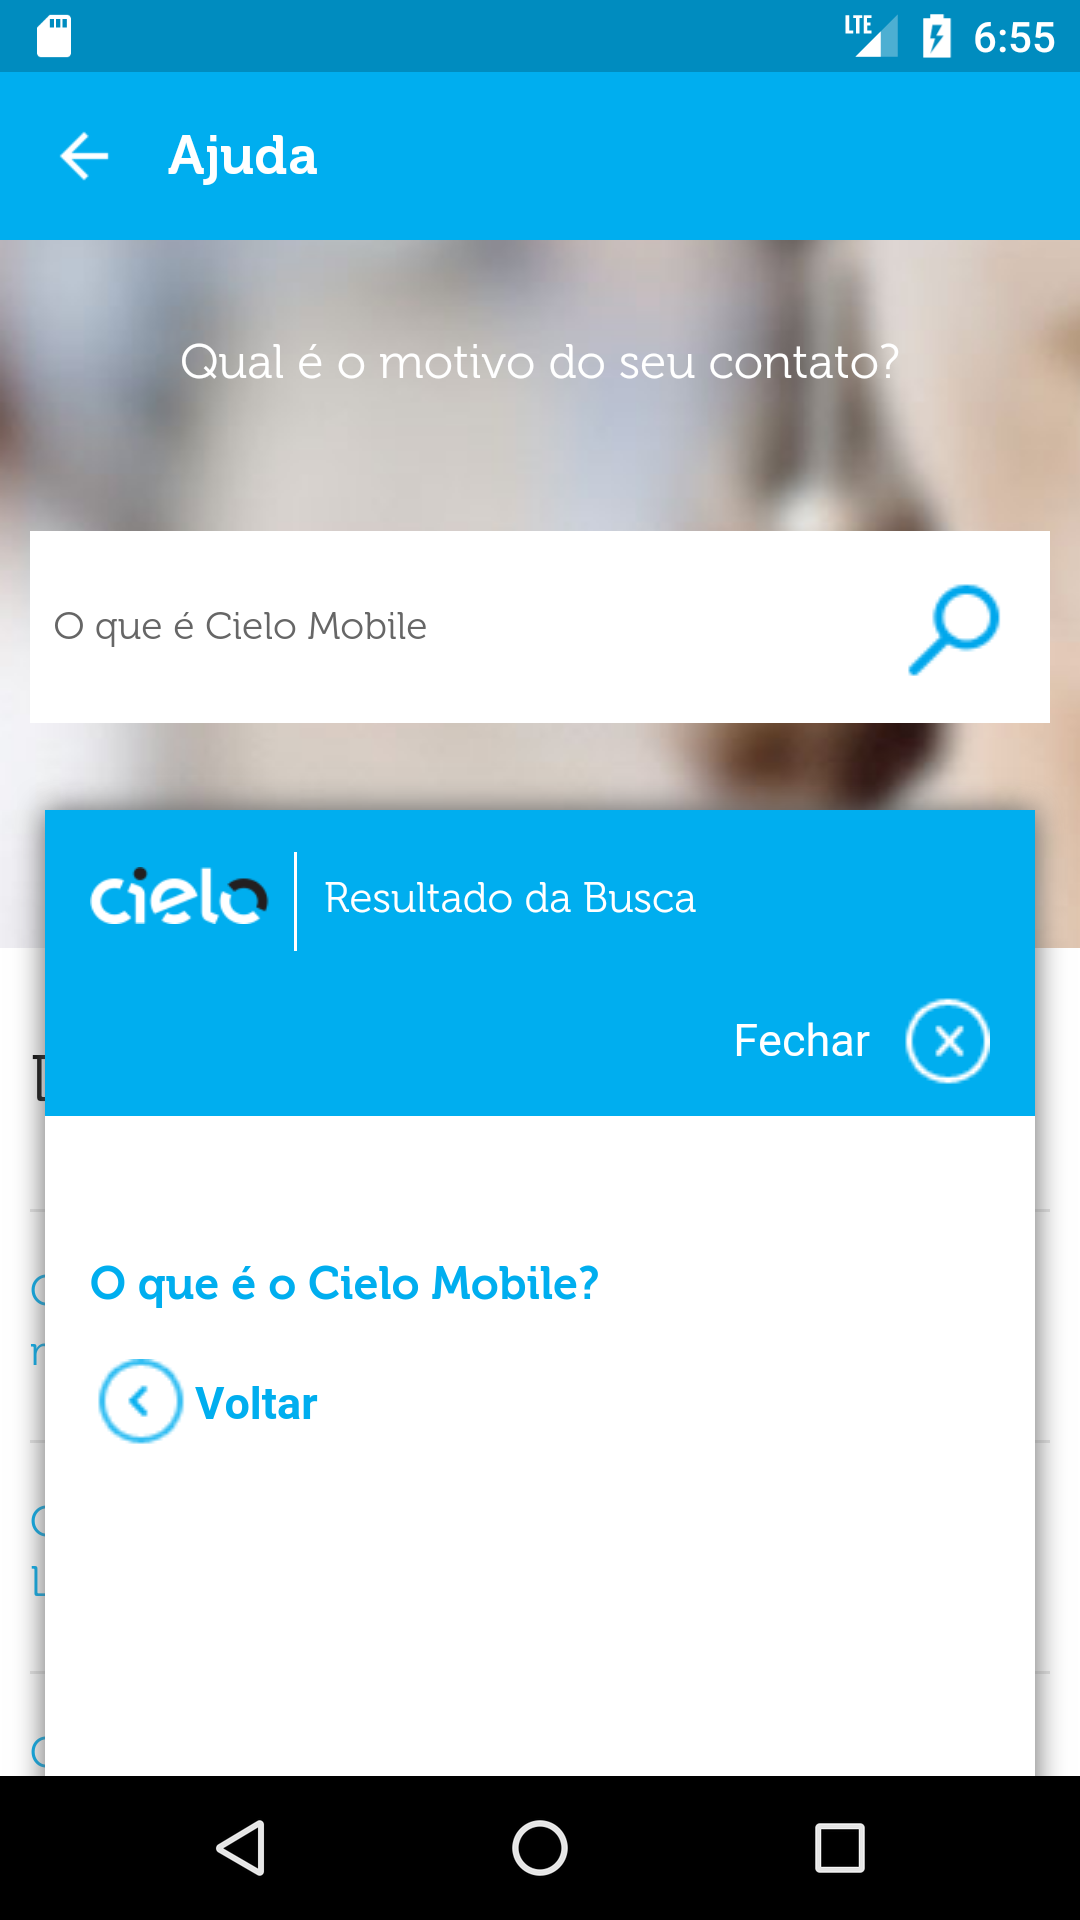 LTE 6:55
Ajuda
Qual é o motivo do seu contato?
O que é Cielo Mobile
cielo Resultado da Busca
Fechar
O que é o Cielo Mobile?
Voltar